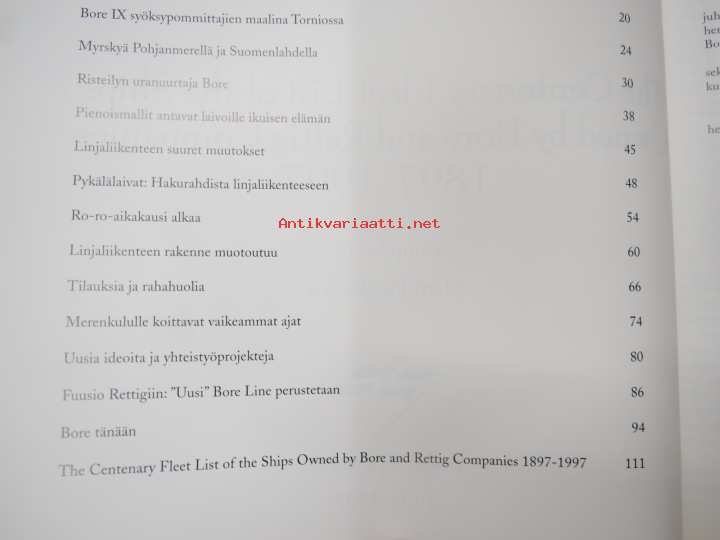 Bore IX syöksypommittajien maalina Torniossa 20
Myrskyä Pohjanmerellä ja Suomenlahdella 24
Risteilyn uranuurtaja Bore 30
Pienoismallit antavat laivoille ikuisen elämän 38
Linjaliikenteen suuret muutokset 45
Pykälälaivat: Hakurahdista linjaliikenteeseen 48
Ro-ro-aikakausi alkaa 54
Antikvariaatti.net
Linjaliikenteen rakenne muotoutuu 60
Tilauksia ja rahahuolia 66
Merenkululle koittavat vaikeammat ajat 74
Uusia ideoita ja yhteistyöprojekteja 80
Fuusio Rettigiin: ”Uusi” Bore Line perustetaan 86
Bore tänään 94
The Centenary Fleet List of the Ships Owned by Bore and Rettig Companies 1897-1997 111